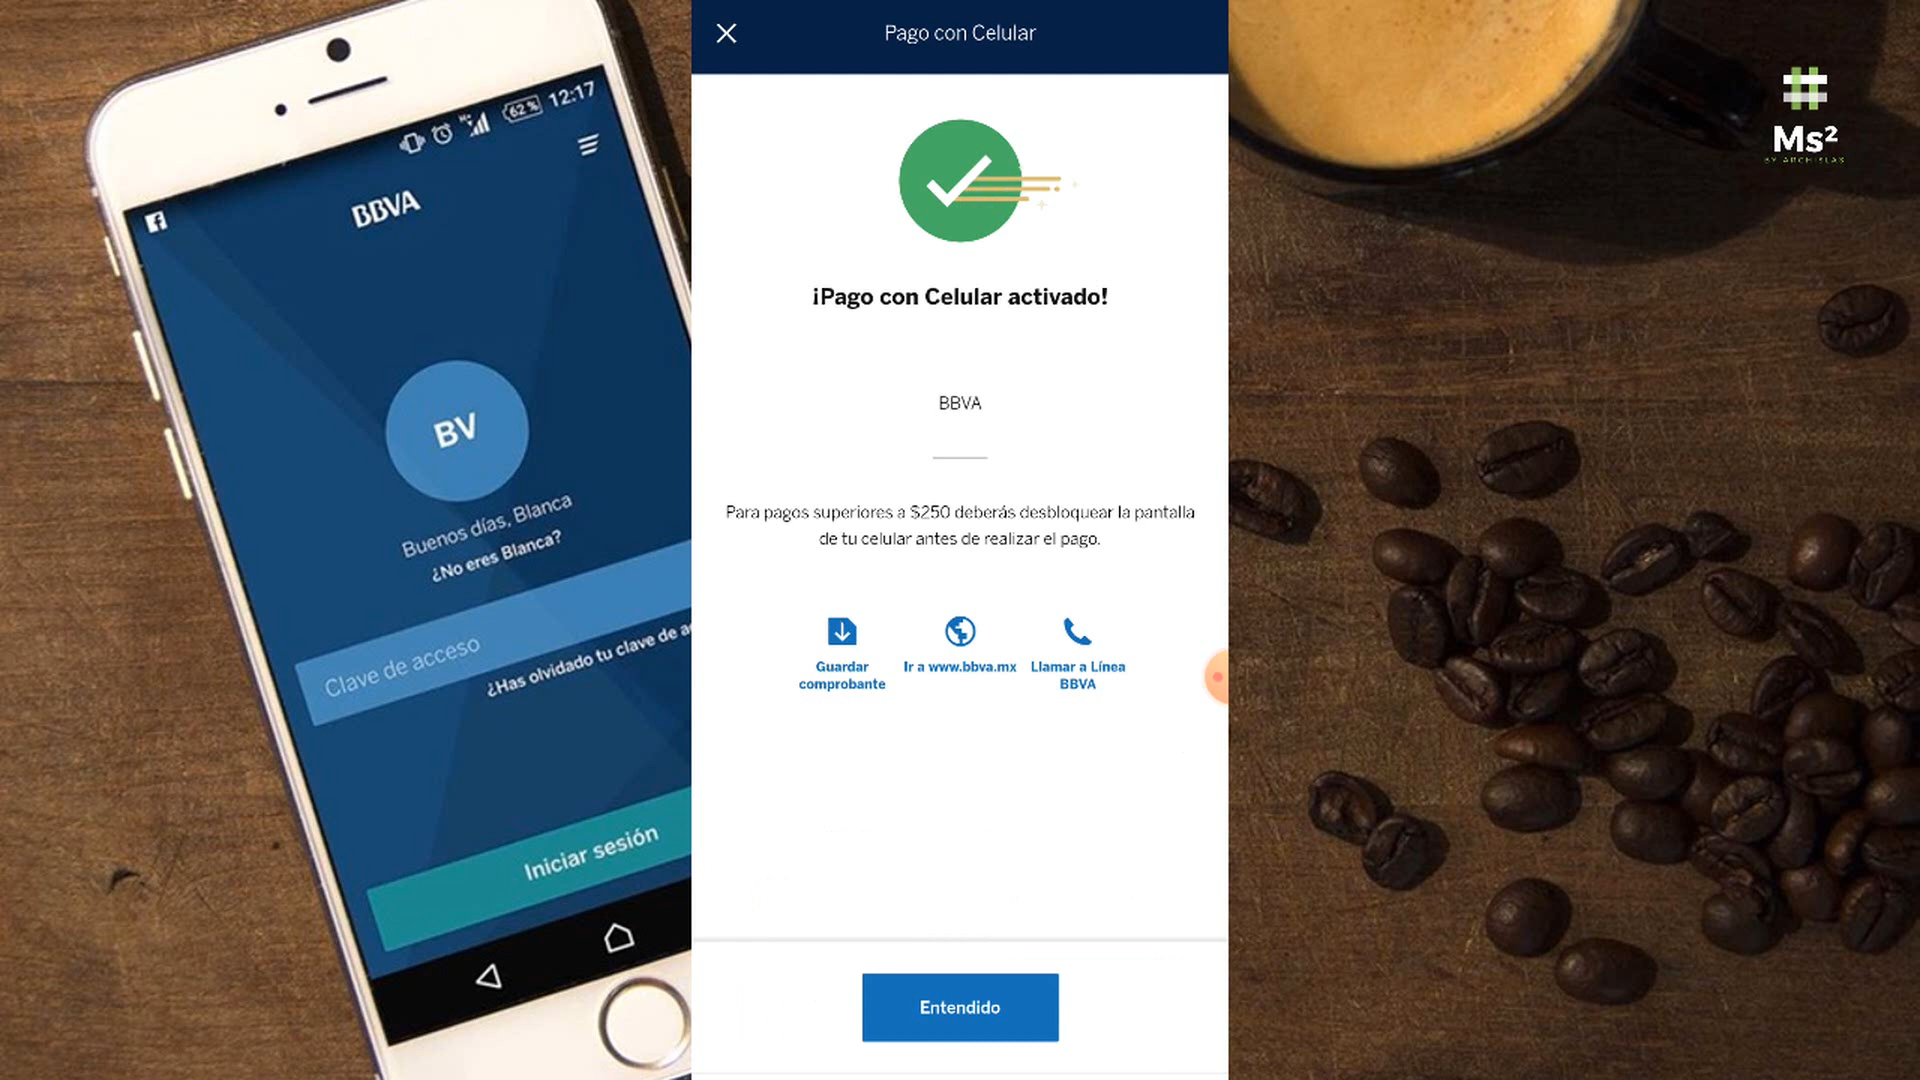 62%
12:17
BBVA
BV
Buenos días, Blanca
¿No eres Blanca?
Clave de acceso
¿Has olvidado tu clave de a
Iniciar sesión
Pago con Celular
¡Pago con Celular activado!
BBVA
Para pagos superiores a $250 deberás desbloquear la pantalla
de tu celular antes de realizar el pago.
Guardar
comprobante
Ir a www.bbva.mx
Llamar a Línea
BBVA
Entendido
Ms²
BY ARCHISLAS